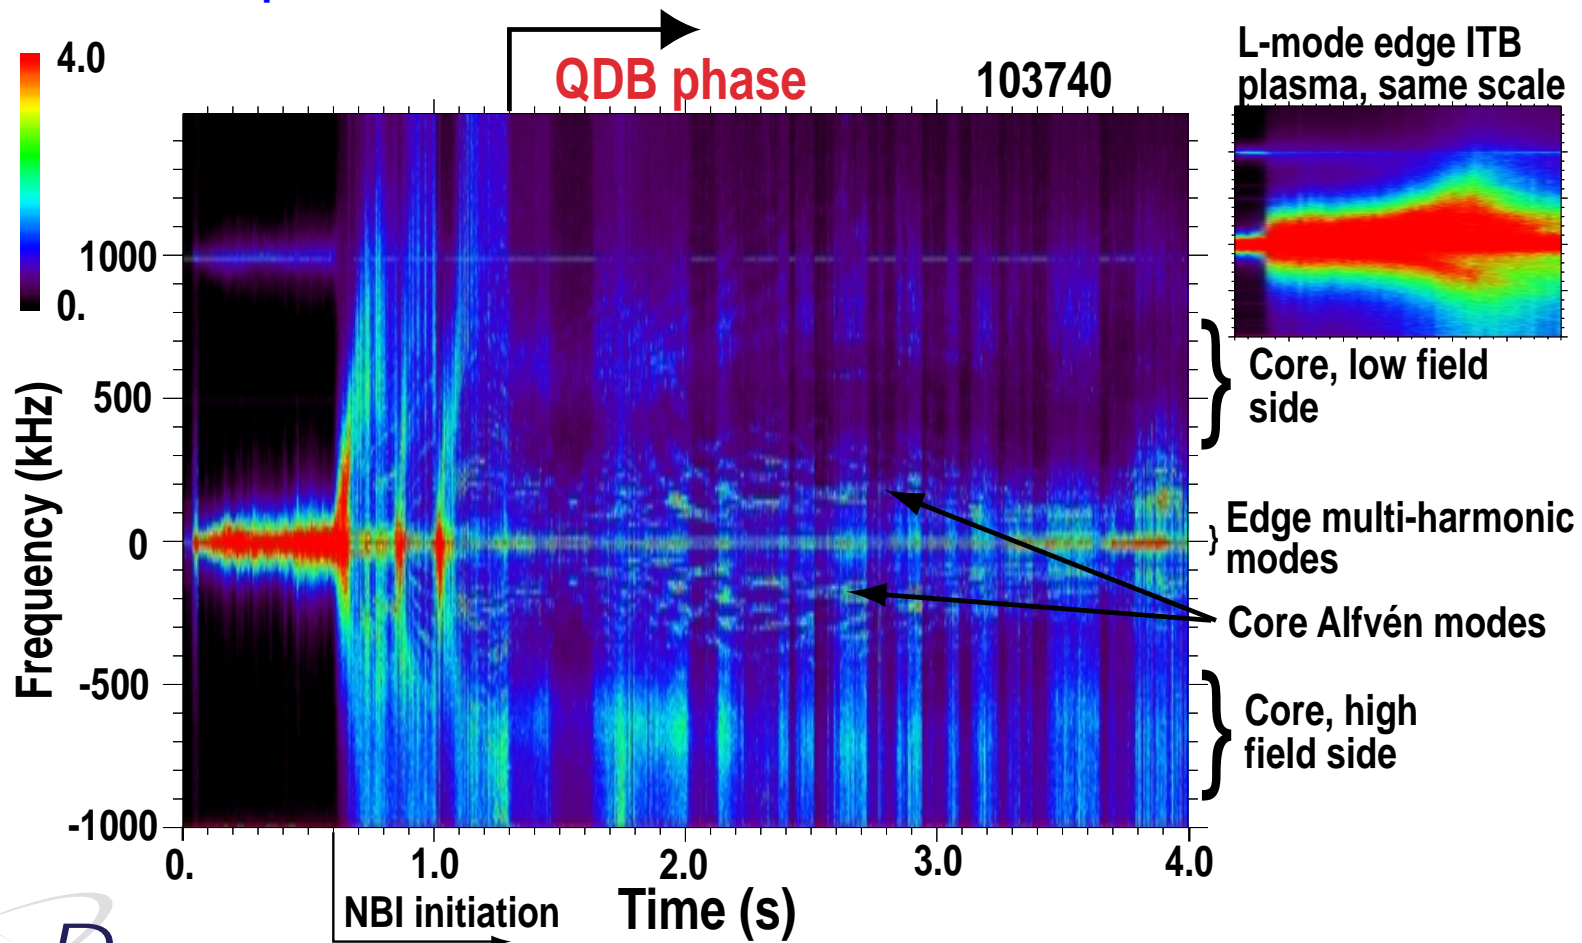 QDB phase
103740
L-mode edge ITB
plasma, same scale
4.0
0.
1000
500
0
-500
-1000
Frequency (kHz)
Core, low field
side
Edge multi-harmonic
modes
Core Alfvén modes
Core, high
field side
0.
1.0
2.0
3.0
4.0
NBI initiation
Time (s)